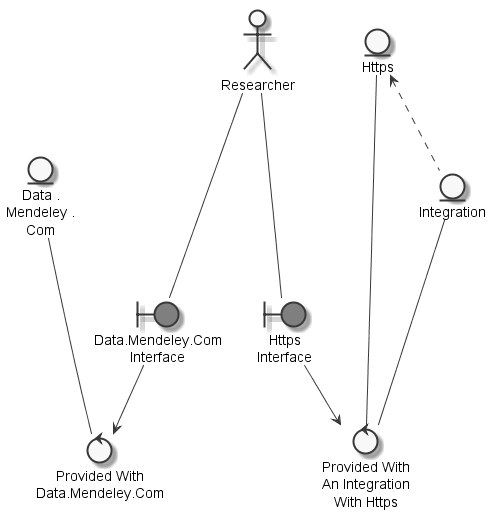 Researcher
Https
Data .
Mendeley .
Com
Integration
Data.Mendeley.Com
Interface
Https
Interface
Provided With
Data.Mendeley.Com
Provided With
An Integration
With Https